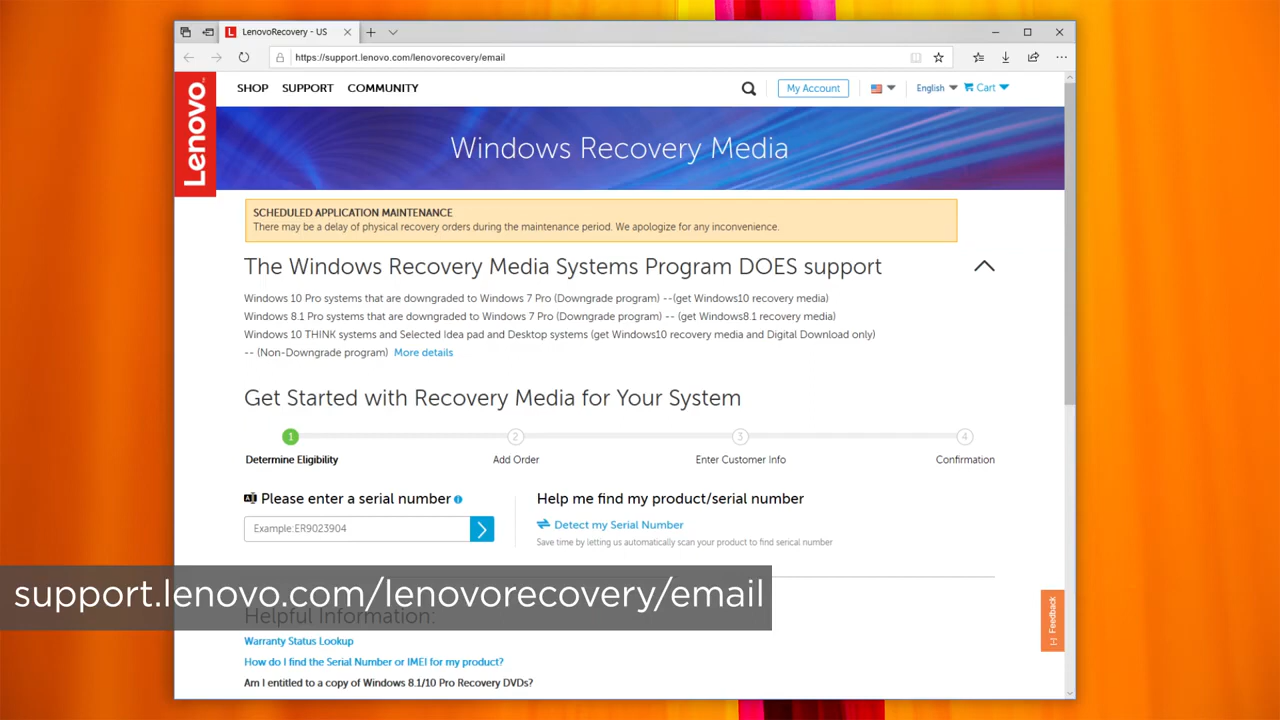 LenovoRecovery - US
https://support.lenovo.com/lenovorecovery/email
Lenovo
SHOP SUPPORT COMMUNITY
My Account English Cart
Windows Recovery Media
SCHEDULED APPLICATION MAINTENANCE
There may be a delay of physical recovery orders during the maintenance period. We apologize for any inconvenience.
The Windows Recovery Media Systems Program DOES support
Windows 10 Pro systems that are downgraded to Windows 7 Pro (Downgrade program) --(get Windows10 recovery media)
Windows 8.1 Pro systems that are downgraded to Windows 7 Pro (Downgrade program) -- (get Windows8.1 recovery media)
Windows 10 THINK systems and Selected Idea pad and Desktop systems (get Windows10 recovery media and Digital Download only)
-- (Non-Downgrade program) More details
Get Started with Recovery Media for Your System
1 2 3 4
Determine Eligibility Add Order Enter Customer Info Confirmation
Please enter a serial number
Example:ER9023904
Help me find my product/serial number
Detect my Serial Number
Save time by letting us automatically scan your product to find serical number
support.lenovo.com/lenovorecovery/email
Helpful Information:
Warranty Status Lookup
How do I find the Serial Number or IMEI for my product?
Am I entitled to a copy of Windows 8.1/10 Pro Recovery DVDs?
Feedback